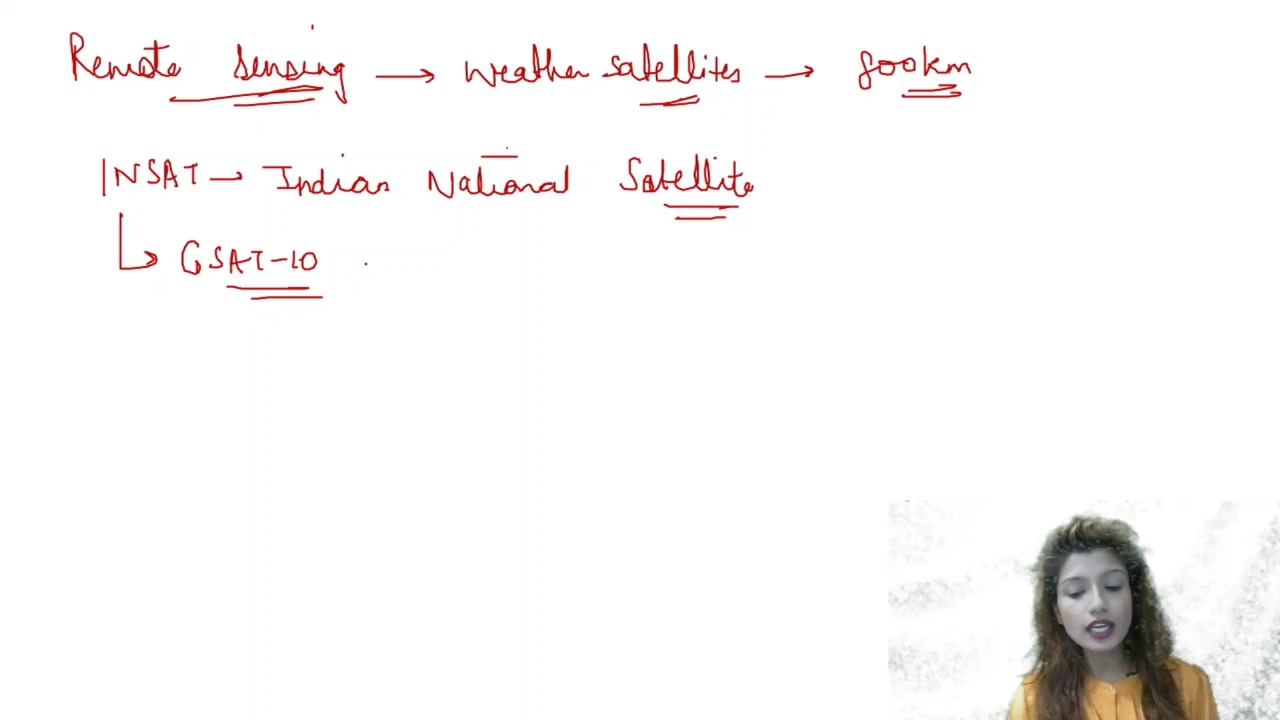 Remote sensing → weather satellites → 800km
INSAT → Indian National Satellite
↳ GSAT-10